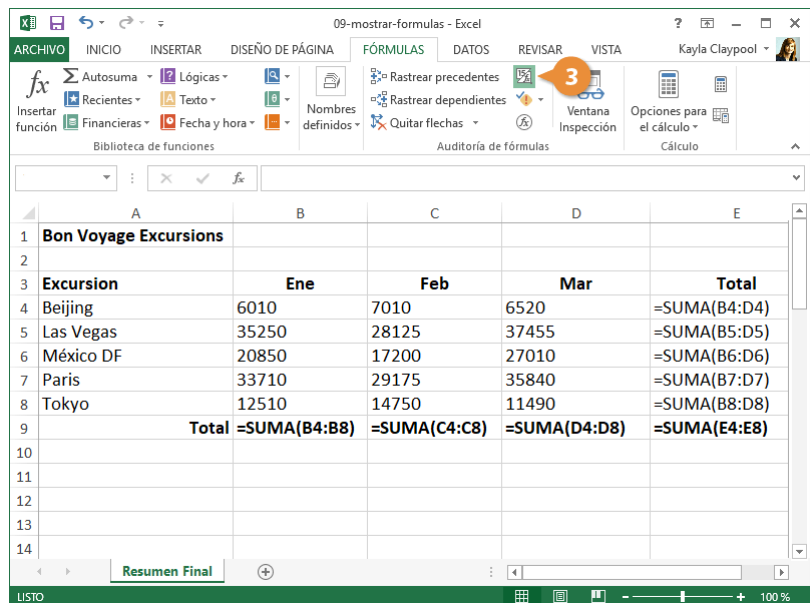 09-mostrar-formulas - Excel
ARCHIVO INICIO INSERTAR DISEÑO DE PÁGINA FÓRMULAS DATOS REVISAR VISTA Kayla Claypool
fx Insertar función
Autosuma Lógicas
Recientes Texto
Financieras Fecha y hora
Biblioteca de funciones
Nombres definidos
Rastrear precedentes
Rastrear dependientes
Quitar flechas
3
Ventana Inspección
Auditoría de fórmulas
Opciones para el cálculo
Cálculo
fx
A B C D E
1 Bon Voyage Excursions
2
3 Excursion Ene Feb Mar Total
4 Beijing 6010 7010 6520 =SUMA(B4:D4)
5 Las Vegas 35250 28125 37455 =SUMA(B5:D5)
6 México DF 20850 17200 27010 =SUMA(B6:D6)
7 Paris 33710 29175 35840 =SUMA(B7:D7)
8 Tokyo 12510 14750 11490 =SUMA(B8:D8)
9 Total =SUMA(B4:B8) =SUMA(C4:C8) =SUMA(D4:D8) =SUMA(E4:E8)
10
11
12
13
14
Resumen Final
LISTO 100 %